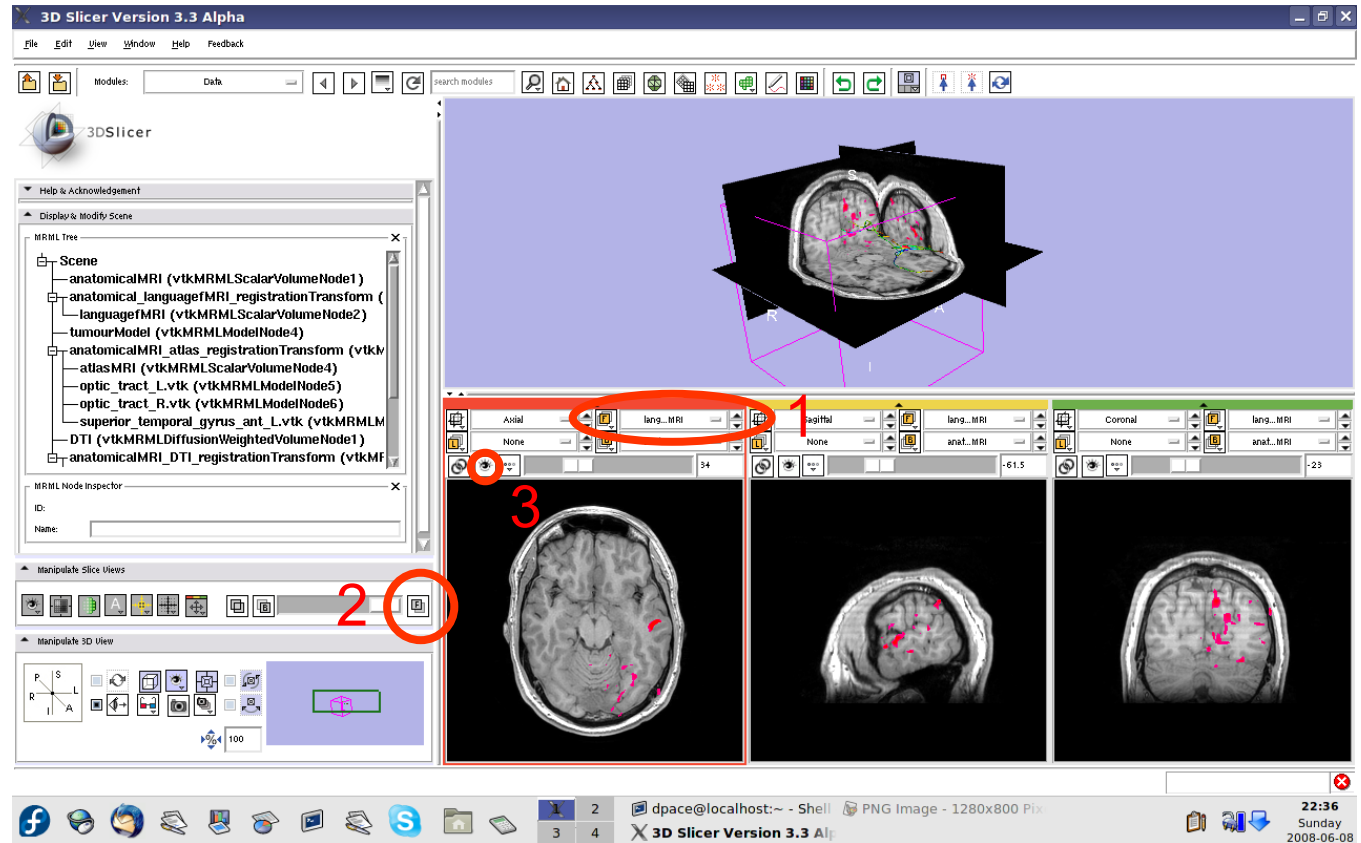 3D Slicer Version 3.3 Alpha
File Edit View Window Help Feedback
Modules: Data search modules
3DSlicer
Help & Acknowledgement
Display & Modify Scene
MRML Tree
Scene
anatomicalMRI (vtkMRMLScalarVolumeNode1)
anatomical_languagefMRI_registrationTransform (
languagefMRI (vtkMRMLScalarVolumeNode2)
tumourModel (vtkMRMLModelNode4)
anatomicalMRI_atlas_registrationTransform (vtkM
atlasMRI (vtkMRMLScalarVolumeNode4)
optic_tract_L.vtk (vtkMRMLModelNode5)
optic_tract_R.vtk (vtkMRMLModelNode6)
superior_temporal_gyrus_ant_L.vtk (vtkMRMLM
DTI (vtkMRMLDiffusionWeightedVolumeNode1)
anatomicalMRI_DTI_registrationTransform (vtkMF
MRML Node Inspector
ID:
Name:
Manipulate Slice Views
A B 2 F
Manipulate 3D View
P S
R L
I A
% 100
S
R A
I
1
Axial F lang...MRI Sagittal F lang...MRI Coronal F lang...MRI
L None B L None B anat...MRI L None B anat...MRI
34 -61.5 -23
3
1 2 dpace@localhost:~ - Shell PNG Image - 1280x800 Pix
3 4 3D Slicer Version 3.3 Alp
22:36
Sunday
2008-06-08